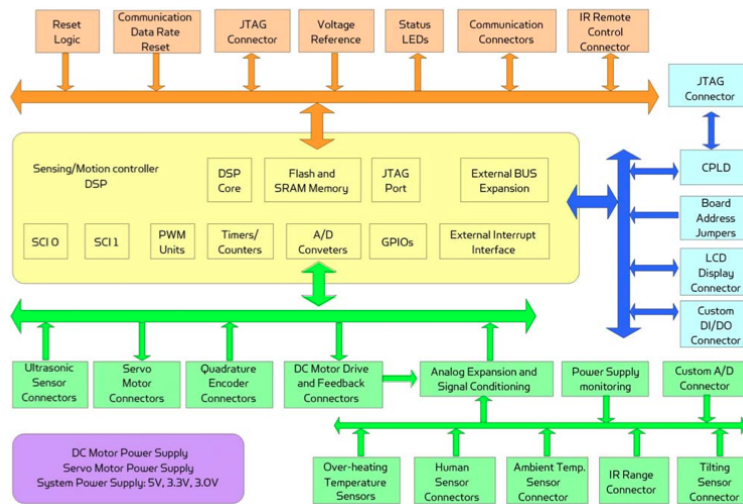 Reset
Logic
Communication
Data Rate
Reset
JTAG
Connector
Voltage
Reference
Status
LEDs
Communication
Connectors
IR Remote
Control
Connector
JTAG
Connector
Sensing/Motion controller
DSP
DSP
Core
Flash and
SRAM Memory
JTAG
Port
External BUS
Expansion
SCI 0
SCI 1
PWM
Units
Timers/
Counters
A/D
Conveters
GPIOs
External Interrupt
Interface
CPLD
Board
Address
Jumpers
LCD
Display
Connector
Custom
DI/DO
Connector
Ultrasonic
Sensor
Connectors
Servo
Motor
Connectors
Quadrature
Encoder
Connectors
DC Motor Drive
and Feedback
Connectors
Analog Expansion and
Signal Conditioning
Power Supply
monitoring
Custom A/D
Connector
DC Motor Power Supply
Servo Motor Power Supply
System Power Supply: 5V, 3.3V, 3.0V
Over-heating
Temperature
Sensors
Human
Sensor
Connectors
Ambient Temp.
Sensor
Connector
IR Range
Connector
Tilting
Sensor
Connector